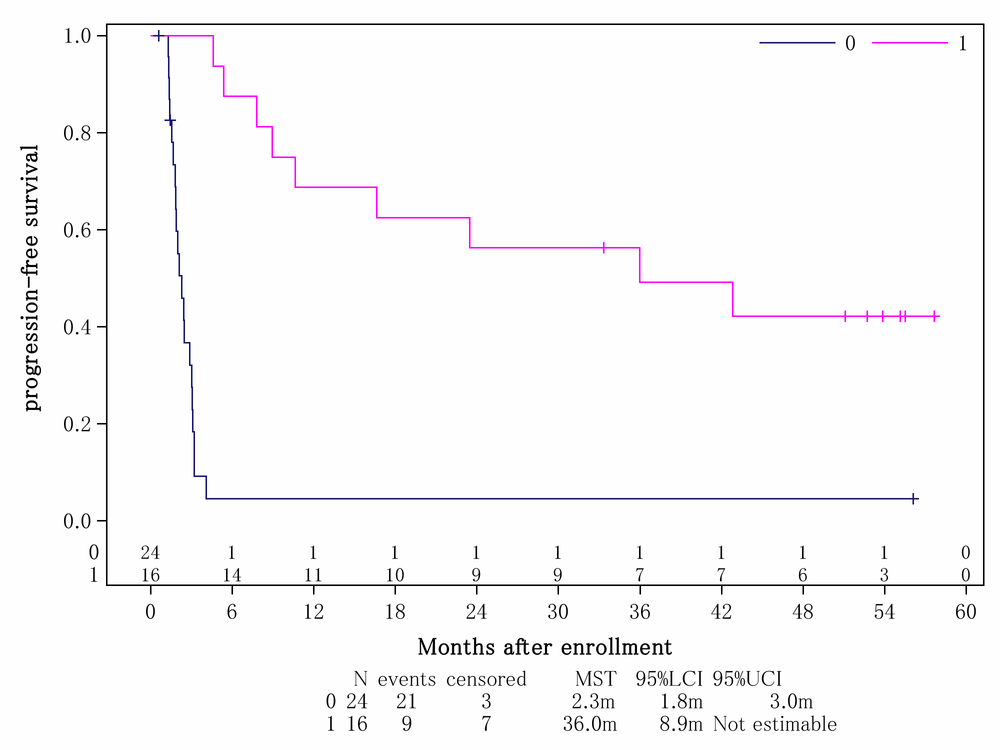 0 1
progression-free survival
1.0
0.8
0.6
0.4
0.2
0.0
0 24 1 1 1 1 1 1 1 1 1 0
1 16 14 11 10 9 9 7 7 6 3 0
0 6 12 18 24 30 36 42 48 54 60
Months after enrollment
N events censored MST 95%LCI 95%UCI
0 24 21 3 2.3m 1.8m 3.0m
1 16 9 7 36.0m 8.9m Not estimable